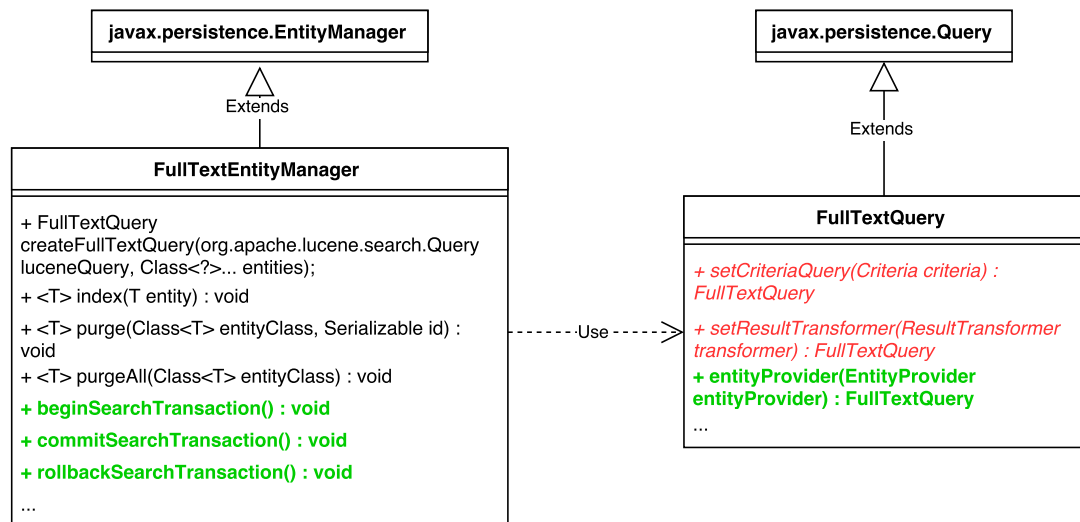 javax.persistence.EntityManager
Extends
FullTextEntityManager
+ FullTextQuery
createFullTextQuery(org.apache.lucene.search.Query
luceneQuery, Class<?>... entities);
+ <T> index(T entity) : void
+ <T> purge(Class<T> entityClass, Serializable id) :
void
+ <T> purgeAll(Class<T> entityClass) : void
+ beginSearchTransaction() : void
+ commitSearchTransaction() : void
+ rollbackSearchTransaction() : void
...
Use
javax.persistence.Query
Extends
FullTextQuery
+ setCriteriaQuery(Criteria criteria) :
FullTextQuery
+ setResultTransformer(ResultTransformer
transformer) : FullTextQuery
+ entityProvider(EntityProvider
entityProvider) : FullTextQuery
...